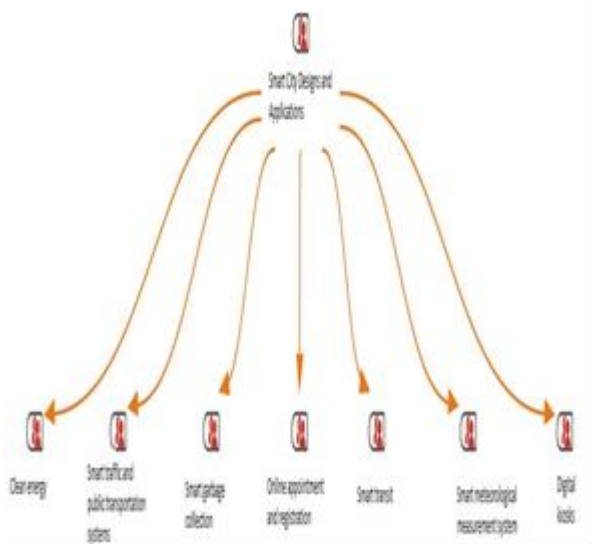 Smart City Designs and
Applications
Clean energy
Smart traffic and
public transportation
systems
Smart garbage
collection
Online appointment
and registration
Smart transit
Smart meteorological
measurement system
Digital
kiosks